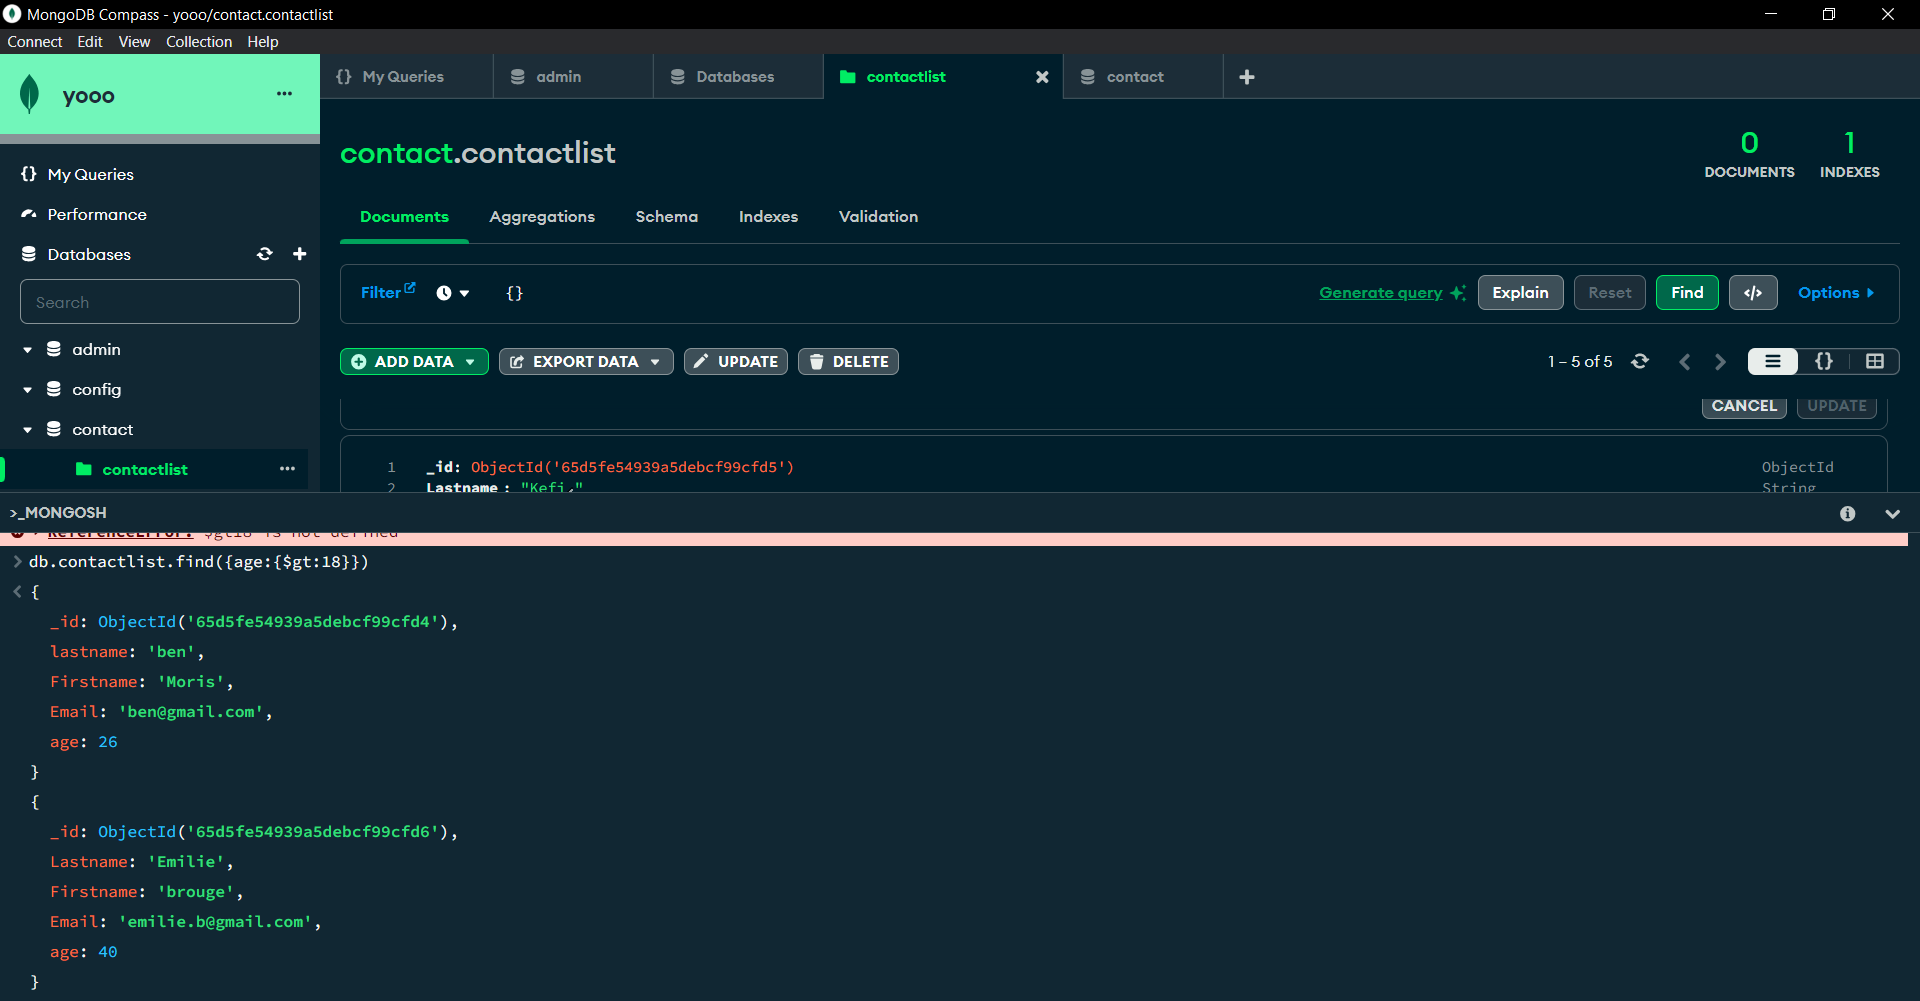 MongoDB Compass - yooo/contact.contactlist
Connect Edit View Collection Help
yooo
{} My Queries
admin
Databases
contactlist
contact
contact.contactlist
0
DOCUMENTS
1
INDEXES
{} My Queries
Performance
Databases
Search
admin
config
contact
contactlist
Documents Aggregations Schema Indexes Validation
Filter {} Generate query Explain Reset Find </> Options
ADD DATA EXPORT DATA UPDATE DELETE 1 – 5 of 5 {}
CANCEL UPDATE
1 _id: ObjectId('65d5fe54939a5debcf99cfd5') ObjectId
2 Lastname : "Kefi," String
>_MONGOSH
ReferenceError: $gt18 is not defined
> db.contactlist.find({age:{$gt:18}})
< {
_id: ObjectId('65d5fe54939a5debcf99cfd4'),
lastname: 'ben',
Firstname: 'Moris',
Email: 'ben@gmail.com',
age: 26
}
{
_id: ObjectId('65d5fe54939a5debcf99cfd6'),
Lastname: 'Emilie',
Firstname: 'brouge',
Email: 'emilie.b@gmail.com',
age: 40
}